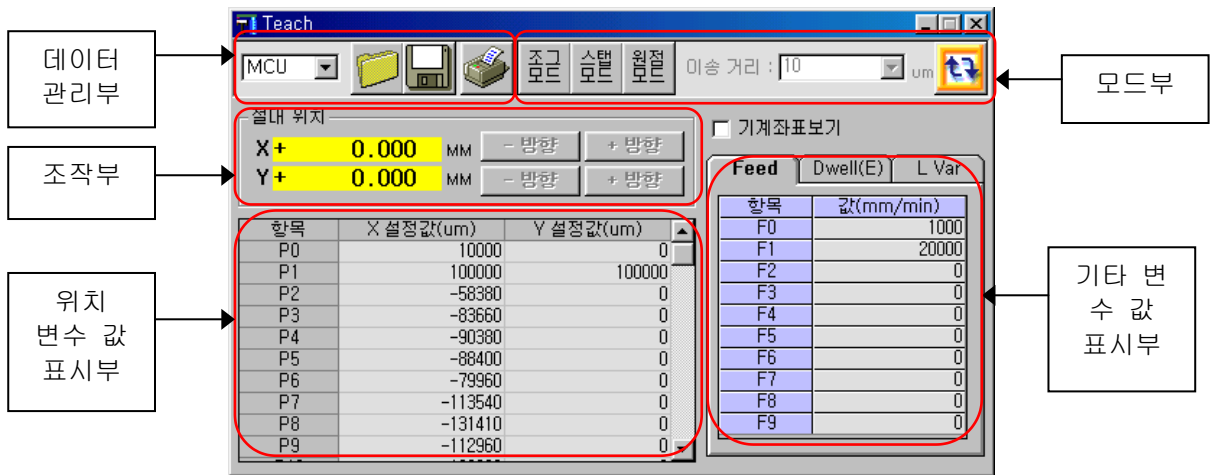 데이터
관리부
조작부
위치
변수 값
표시부
Teach
MCU
조그
모드
스탭
모드
원점
모드
이송 거리 : 10 um
절대 위치
X + 0.000 MM - 방향 + 방향
Y + 0.000 MM - 방향 + 방향
항목 X 설정값(um) Y 설정값(um)
P0 10000 0
P1 100000 100000
P2 -58380 0
P3 -83660 0
P4 -90380 0
P5 -88400 0
P6 -79960 0
P7 -113540 0
P8 -131410 0
P9 -112960 0
기계좌표보기
Feed Dwell(E) L Var
항목 값(mm/min)
F0 1000
F1 20000
F2 0
F3 0
F4 0
F5 0
F6 0
F7 0
F8 0
F9 0
모드부
기타 변
수 값
표시부